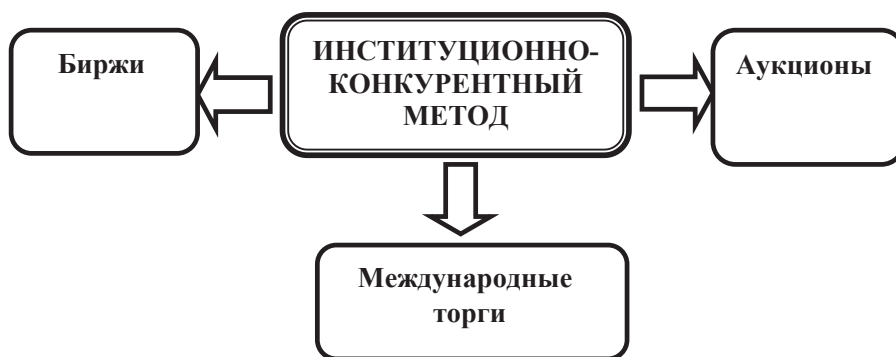 Биржи
ИНСТИТУЦИОННО-
КОНКУРЕНТНЫЙ
МЕТОД
Аукционы
Международные
торги